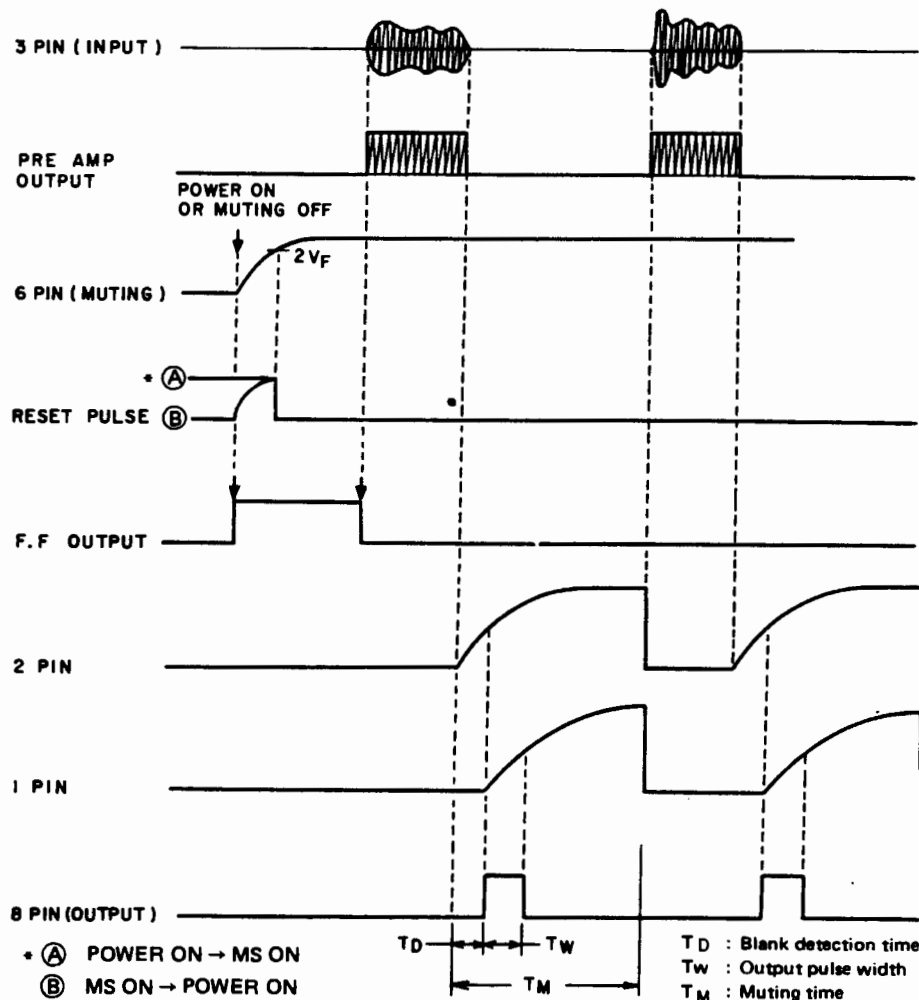 3 PIN (INPUT)
PRE AMP
OUTPUT
POWER ON
OR MUTING OFF
2VF
6 PIN (MUTING)
* Ⓐ
RESET PULSE Ⓑ
F.F OUTPUT
2 PIN
1 PIN
8 PIN (OUTPUT)
* Ⓐ POWER ON → MS ON
Ⓑ MS ON → POWER ON
TD TW
TM
TD : Blank detection time
TW : Output pulse width
TM : Muting time